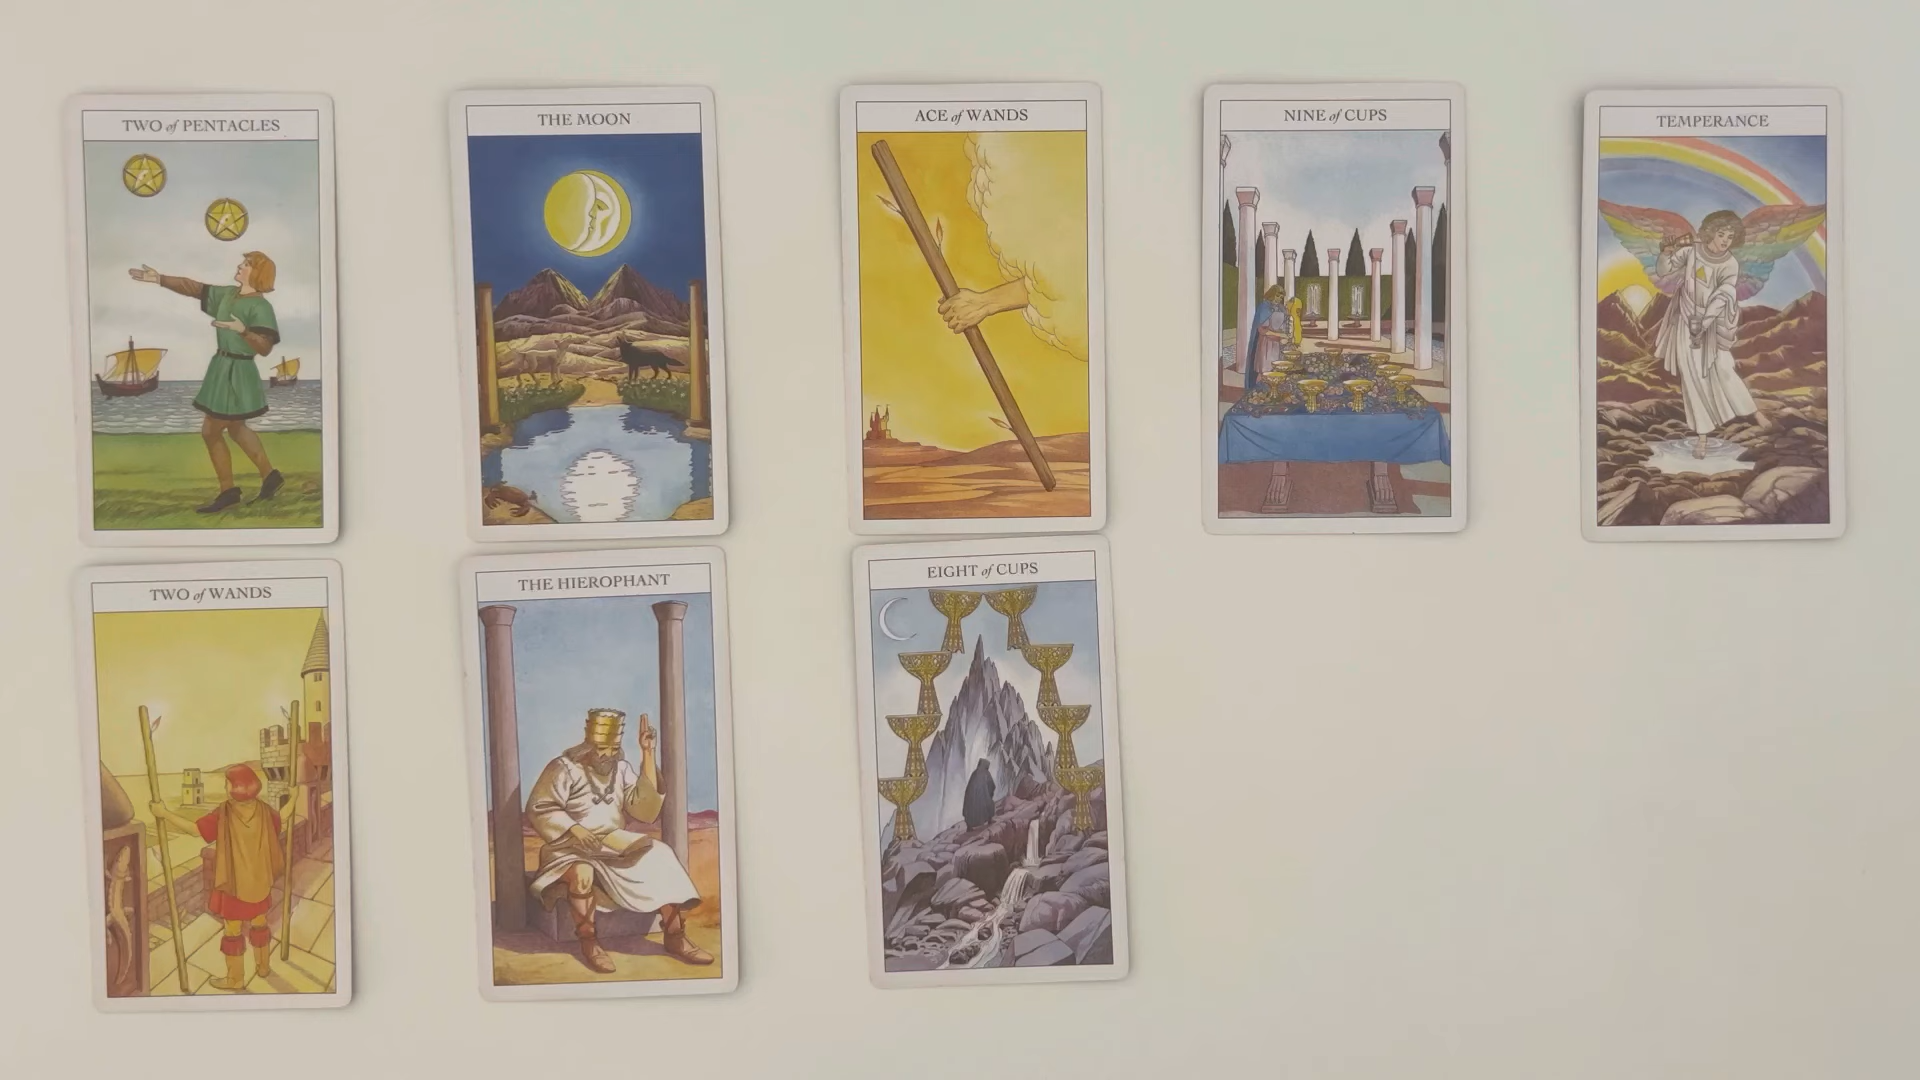 TWO of PENTACLES
THE MOON
ACE of WANDS
NINE of CUPS
TEMPERANCE
TWO of WANDS
THE HIEROPHANT
EIGHT of CUPS